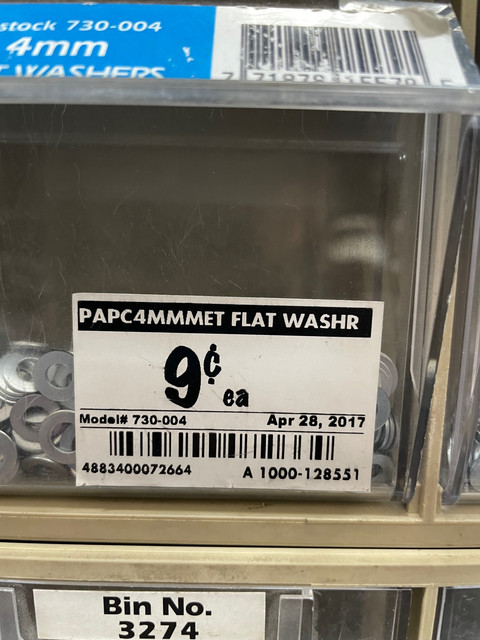 stock 730-004
4mm
T WASHERS
PAPC4MMMET FLAT WASHR
9¢
ea
Model# 730-004 Apr 28, 2017
4883400072664 A 1000-128551
Bin No.
3274